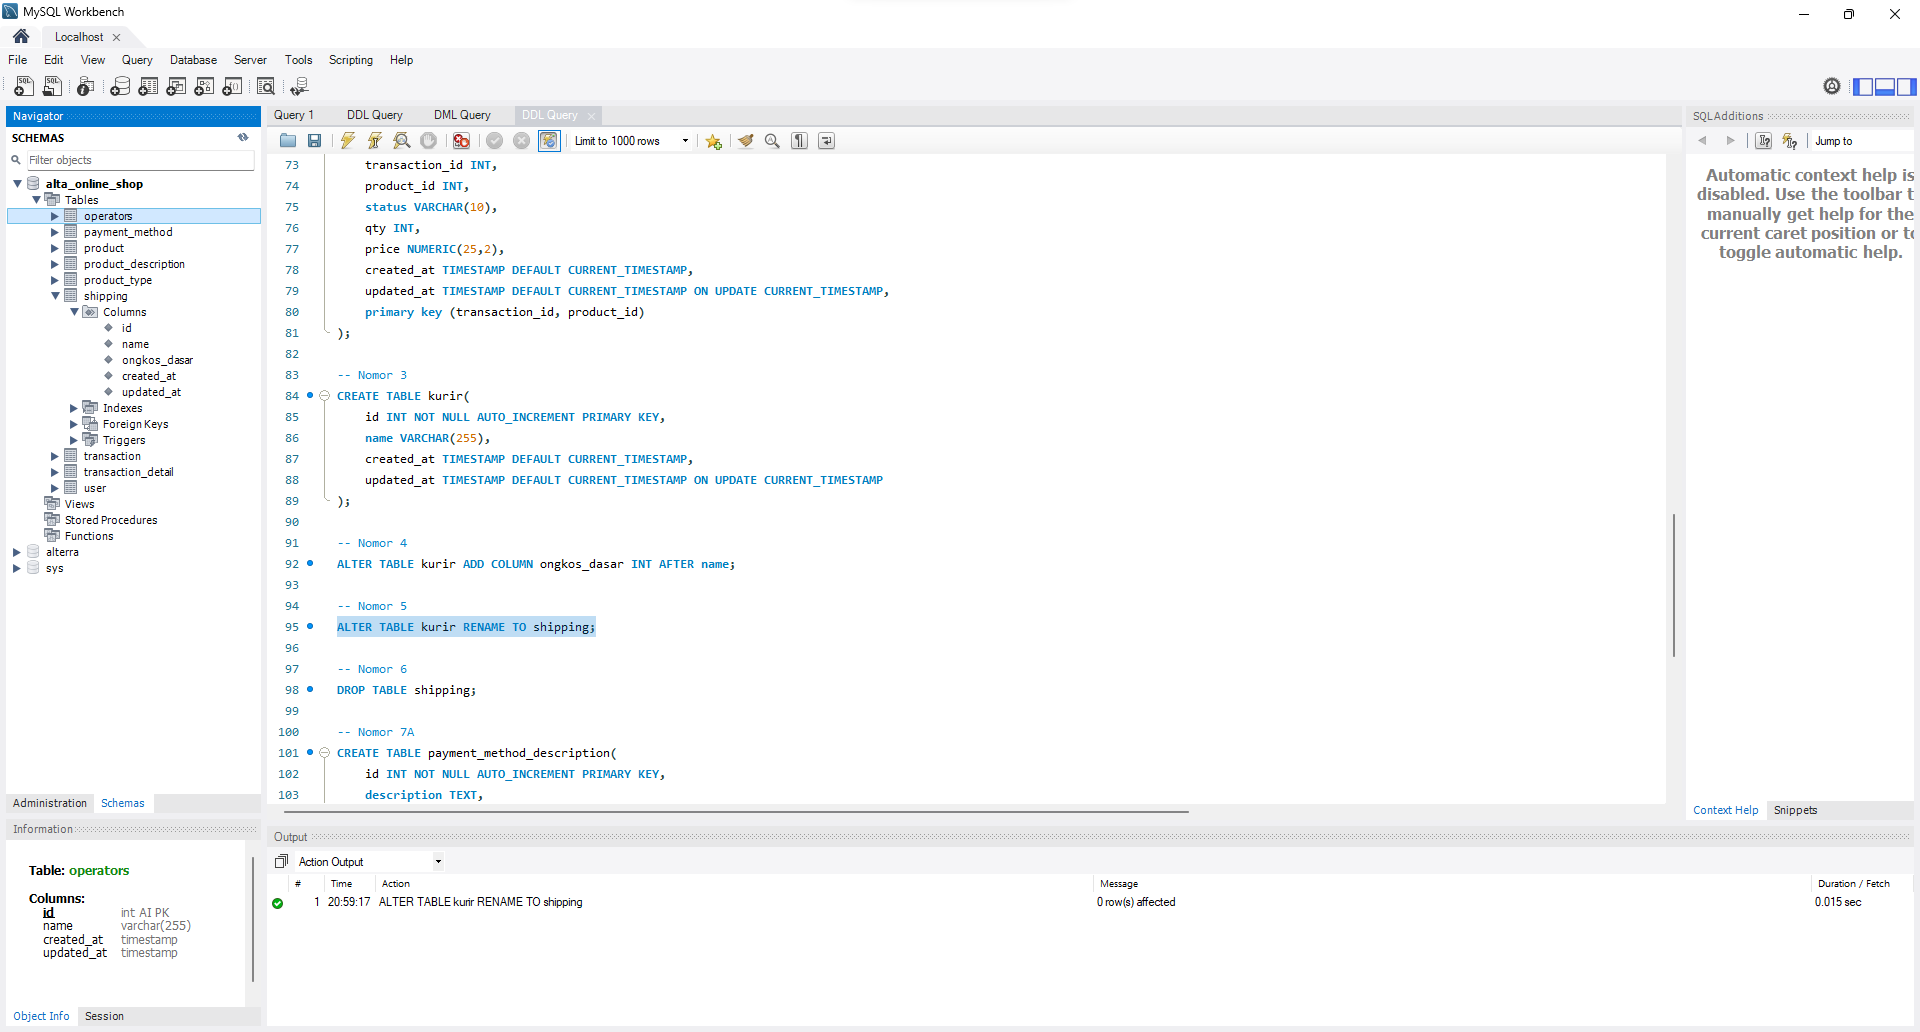 MySQL Workbench
Localhost
File Edit View Query Database Server Tools Scripting Help
Navigator
SCHEMAS
Filter objects
alta_online_shop
Tables
operators
payment_method
product
product_description
product_type
shipping
Columns
id
name
ongkos_dasar
created_at
updated_at
Indexes
Foreign Keys
Triggers
transaction
transaction_detail
user
Views
Stored Procedures
Functions
alterra
sys
Administration Schemas
Information
Table: operators
Columns:
id int AI PK
name varchar(255)
created_at timestamp
updated_at timestamp
Object Info Session
Query 1 DDL Query DML Query DDL Query
Limit to 1000 rows
73 transaction_id INT,
74 product_id INT,
75 status VARCHAR(10),
76 qty INT,
77 price NUMERIC(25,2),
78 created_at TIMESTAMP DEFAULT CURRENT_TIMESTAMP,
79 updated_at TIMESTAMP DEFAULT CURRENT_TIMESTAMP ON UPDATE CURRENT_TIMESTAMP,
80 primary key (transaction_id, product_id)
81 );
82
83 -- Nomor 3
84 CREATE TABLE kurir(
85 id INT NOT NULL AUTO_INCREMENT PRIMARY KEY,
86 name VARCHAR(255),
87 created_at TIMESTAMP DEFAULT CURRENT_TIMESTAMP,
88 updated_at TIMESTAMP DEFAULT CURRENT_TIMESTAMP ON UPDATE CURRENT_TIMESTAMP
89 );
90
91 -- Nomor 4
92 ALTER TABLE kurir ADD COLUMN ongkos_dasar INT AFTER name;
93
94 -- Nomor 5
95 ALTER TABLE kurir RENAME TO shipping;
96
97 -- Nomor 6
98 DROP TABLE shipping;
99
100 -- Nomor 7A
101 CREATE TABLE payment_method_description(
102 id INT NOT NULL AUTO_INCREMENT PRIMARY KEY,
103 description TEXT,
SQLAdditions
Jump to
Automatic context help is
disabled. Use the toolbar t
manually get help for the
current caret position or to
toggle automatic help.
Context Help Snippets
Output
Action Output
# Time Action Message Duration / Fetch
1 20:59:17 ALTER TABLE kurir RENAME TO shipping 0 row(s) affected 0.015 sec